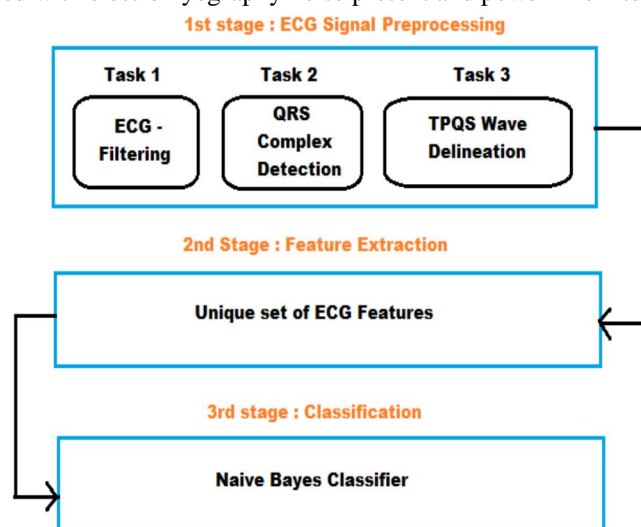 1st stage : ECG Signal Preprocessing
Task 1 Task 2 Task 3
ECG -
Filtering
QRS
Complex
Detection
TPQS Wave
Delineation
2nd Stage : Feature Extraction
Unique set of ECG Features
3rd stage : Classification
Naive Bayes Classifier